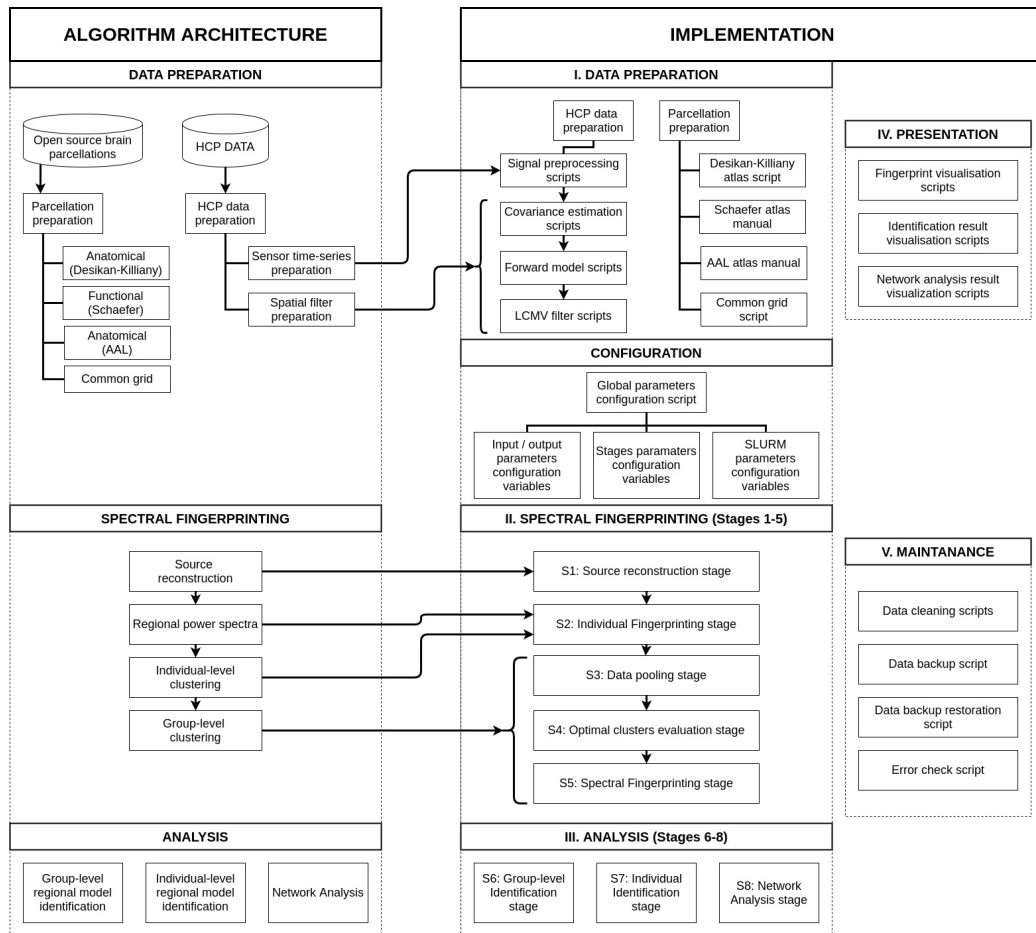 ALGORITHM ARCHITECTURE
DATA PREPARATION
Open source brain
parcellations
HCP DATA
Parcellation
preparation
HCP data
preparation
Anatomical
(Desikan-Killiany)
Functional
(Schaefer)
Anatomical
(AAL)
Common grid
Sensor time-series
preparation
Spatial filter
preparation
SPECTRAL FINGERPRINTING
Source
reconstruction
Regional power spectra
Individual-level
clustering
Group-level
clustering
ANALYSIS
Group-level
regional model
identification
Individual-level
regional model
identification
Network Analysis
IMPLEMENTATION
I. DATA PREPARATION
HCP data
preparation
Parcellation
preparation
Signal preprocessing
scripts
Covariance estimation
scripts
Forward model scripts
LCMV filter scripts
Desikan-Killiany
atlas script
Schaefer atlas
manual
AAL atlas manual
Common grid
script
CONFIGURATION
Global parameters
configuration script
Input / output
parameters
configuration
variables
Stages paramaters
configuration
variables
SLURM
parameters
configuration
variables
II. SPECTRAL FINGERPRINTING (Stages 1-5)
S1: Source reconstruction stage
S2: Individual Fingerprinting stage
S3: Data pooling stage
S4: Optimal clusters evaluation stage
S5: Spectral Fingerprinting stage
III. ANALYSIS (Stages 6-8)
S6: Group-level
Identification
stage
S7: Individual
Identification
stage
S8: Network
Analysis stage
IV. PRESENTATION
Fingerprint visualisation
scripts
Identification result
visualisation scripts
Network analysis result
visualization scripts
V. MAINTANANCE
Data cleaning scripts
Data backup script
Data backup restoration
script
Error check script